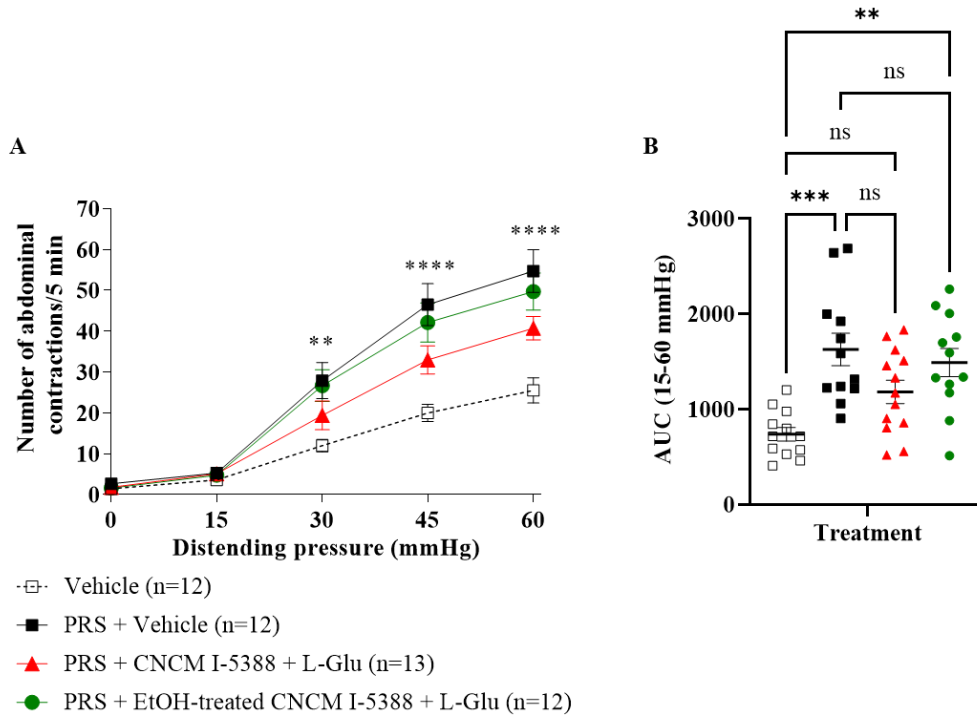 A
Number of abdominal
contractions/5 min
70
60
50
40
30
20
10
0
**
****
****
0 15 30 45 60
Distending pressure (mmHg)
Vehicle (n=12)
PRS + Vehicle (n=12)
PRS + CNCM I-5388 + L-Glu (n=13)
PRS + EtOH-treated CNCM I-5388 + L-Glu (n=12)
B
**
ns
ns
*** ns
AUC (15-60 mmHg)
3000
2000
1000
0
Treatment